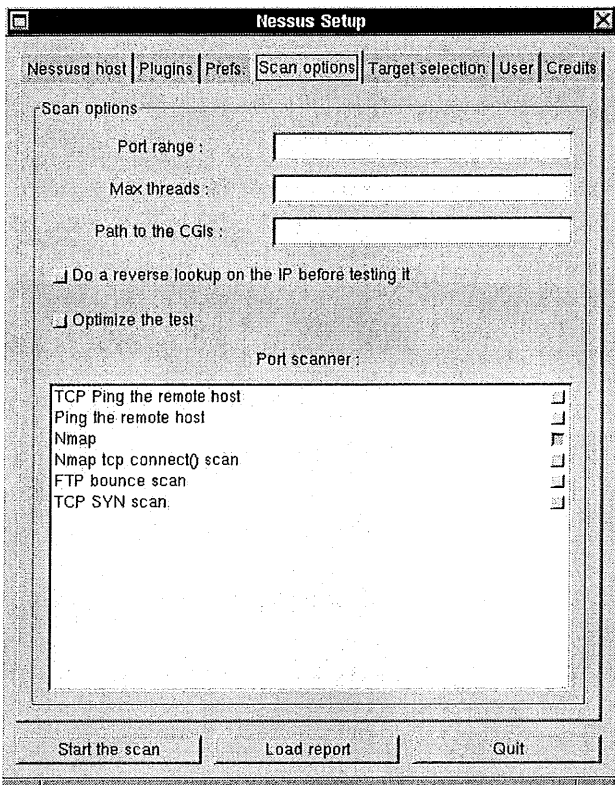 Nessus Setup
Nessusd host Plugins Prefs. Scan options Target selection User Credits
Scan options
Port range :
Max threads :
Path to the CGIs :
Do a reverse lookup on the IP before testing it
Optimize the test
Port scanner :
TCP Ping the remote host
Ping the remote host
Nmap
Nmap tcp connect() scan
FTP bounce scan
TCP SYN scan
Start the scan Load report Quit